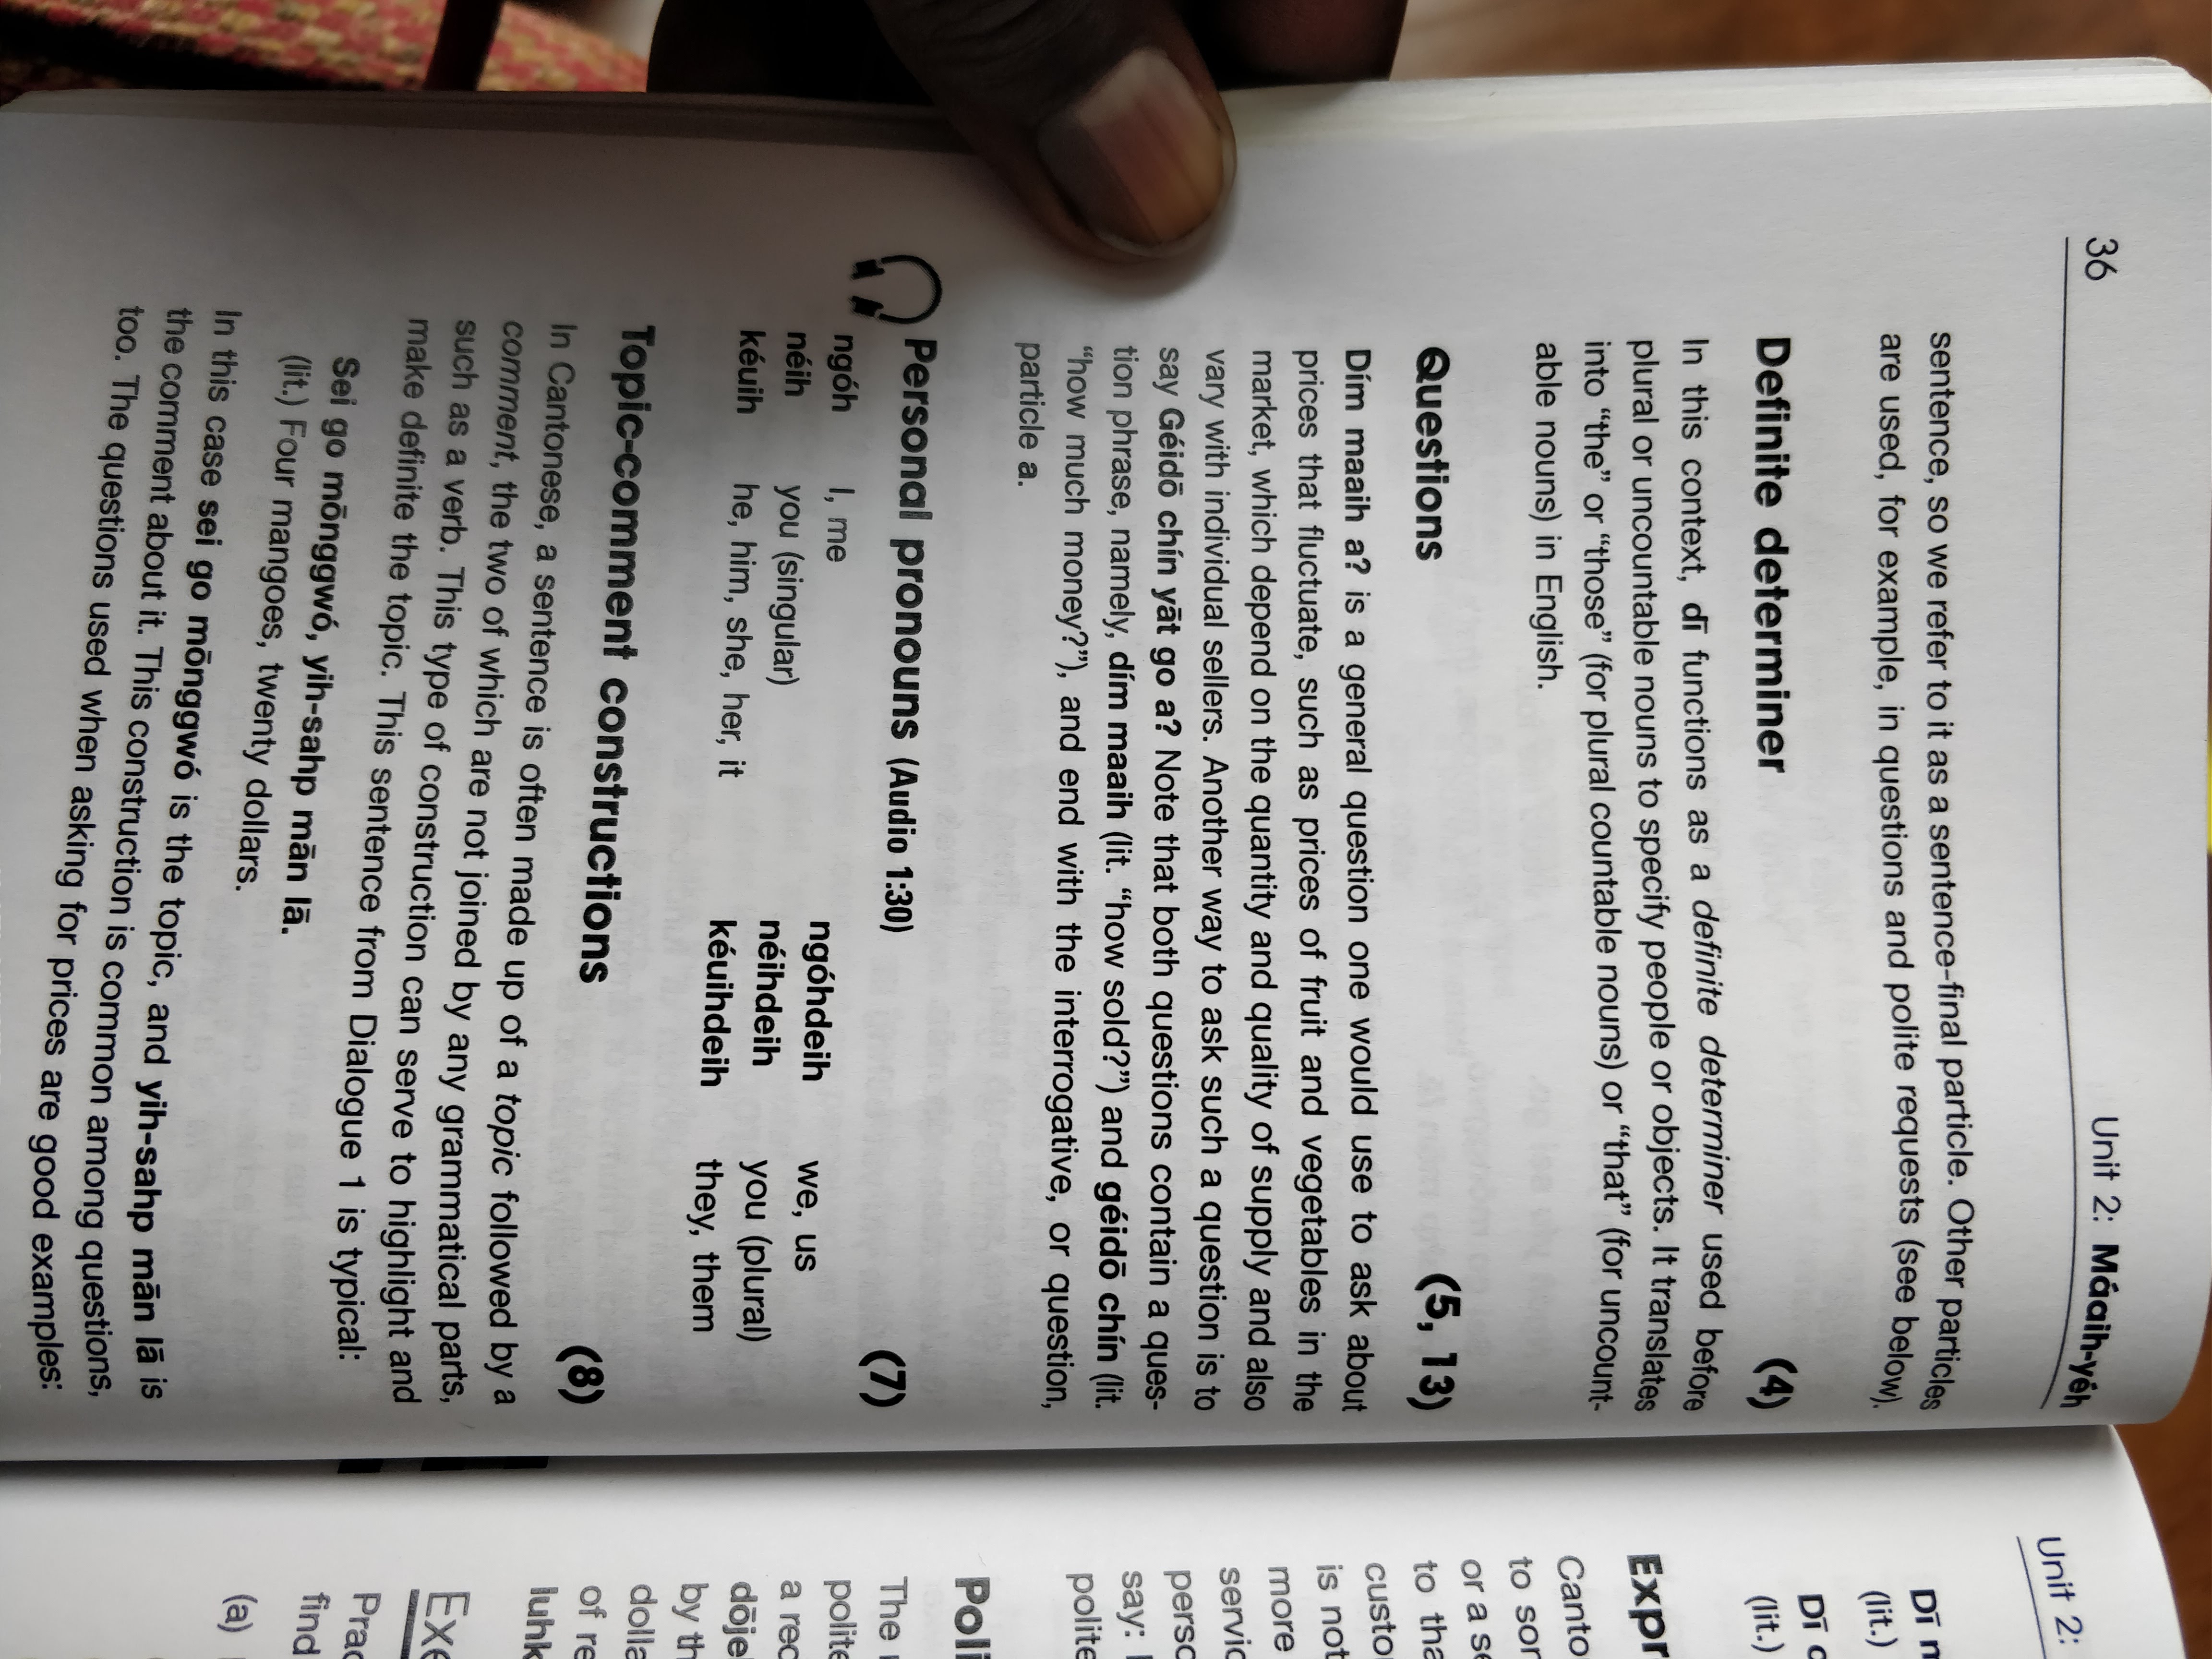 36 Unit 2: Máaih-yéh
sentence, so we refer to it as a sentence-final particle. Other particles
are used, for example, in questions and polite requests (see below).
Definite determiner (4)
In this context, dī functions as a definite determiner used before
plural or uncountable nouns to specify people or objects. It translates
into “the” or “those” (for plural countable nouns) or “that” (for uncount-
able nouns) in English.
Questions (5, 13)
Dím maaih a? is a general question one would use to ask about
prices that fluctuate, such as prices of fruit and vegetables in the
market, which depend on the quantity and quality of supply and also
vary with individual sellers. Another way to ask such a question is to
say Géidō chín yāt go a? Note that both questions contain a ques-
tion phrase, namely, dím maaih (lit. “how sold?”) and géidō chín (lit.
“how much money?”), and end with the interrogative, or question,
particle a.
Personal pronouns (Audio 1:30) (7)
ngóh I, me ngóhdeih we, us
néih you (singular) néihdeih you (plural)
kéuih he, him, she, her, it kéuihdeih they, them
Topic-comment constructions (8)
In Cantonese, a sentence is often made up of a topic followed by a
comment, the two of which are not joined by any grammatical parts,
such as a verb. This type of construction can serve to highlight and
make definite the topic. This sentence from Dialogue 1 is typical:
Sei go mōnggwó, yih-sahp mān lā.
(lit.) Four mangoes, twenty dollars.
In this case sei go mōnggwó is the topic, and yih-sahp mān lā is
the comment about it. This construction is common among questions,
too. The questions used when asking for prices are good examples:
Unit 2:
Dī
(lit.)
Dī
(lit.)
Expr
Canto
to sor
or a se
to tha
custo
is not
more
servic
perso
say:
polite
Poli
The
polite
a rec
dōje
by th
dolla
of re
luhk
Exe
Prac
find
(a)